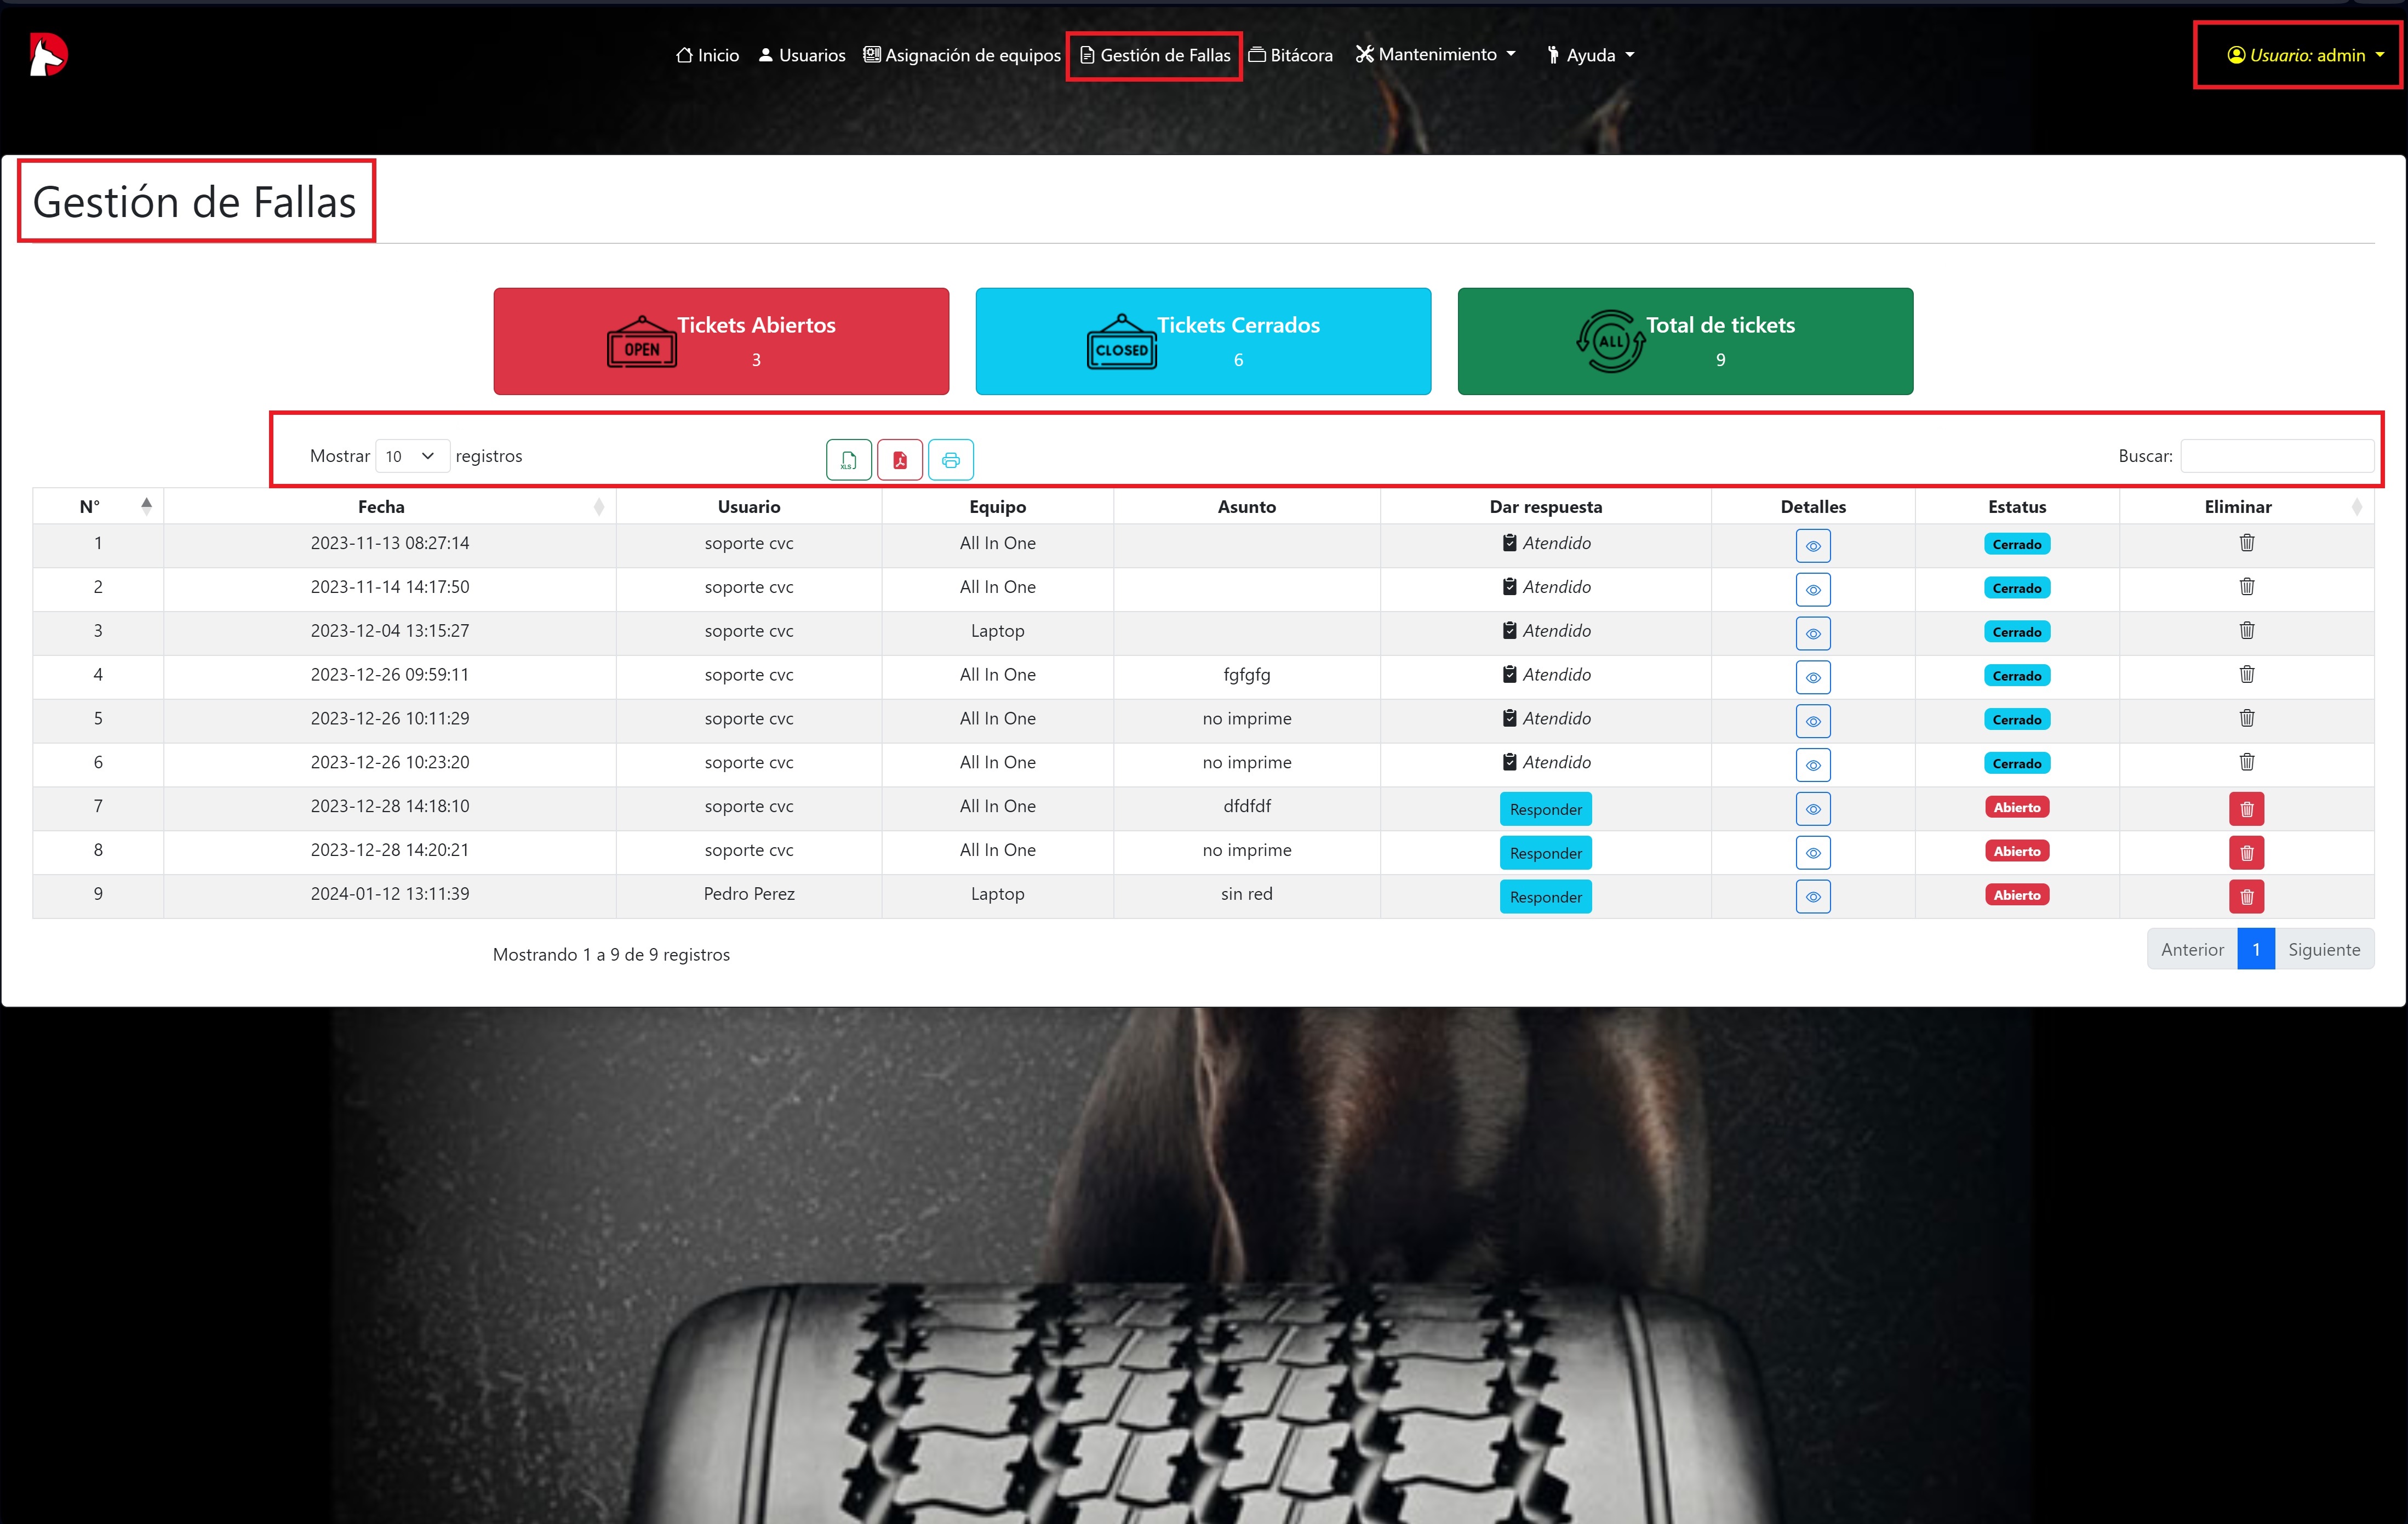 Inicio Usuarios Asignación de equipos Gestión de Fallas Bitácora Mantenimiento Ayuda Usuario: admin
Gestión de Fallas
Tickets Abiertos
OPEN
3
Tickets Cerrados
CLOSED
6
Total de tickets
ALL
9
Mostrar 10 registros XLS Buscar:
N° Fecha Usuario Equipo Asunto Dar respuesta Detalles Estatus Eliminar
1 2023-11-13 08:27:14 soporte cvc All In One Atendido Cerrado
2 2023-11-14 14:17:50 soporte cvc All In One Atendido Cerrado
3 2023-12-04 13:15:27 soporte cvc Laptop Atendido Cerrado
4 2023-12-26 09:59:11 soporte cvc All In One fgfgfg Atendido Cerrado
5 2023-12-26 10:11:29 soporte cvc All In One no imprime Atendido Cerrado
6 2023-12-26 10:23:20 soporte cvc All In One no imprime Atendido Cerrado
7 2023-12-28 14:18:10 soporte cvc All In One dfdfdf Responder Abierto
8 2023-12-28 14:20:21 soporte cvc All In One no imprime Responder Abierto
9 2024-01-12 13:11:39 Pedro Perez Laptop sin red Responder Abierto
Mostrando 1 a 9 de 9 registros Anterior 1 Siguiente